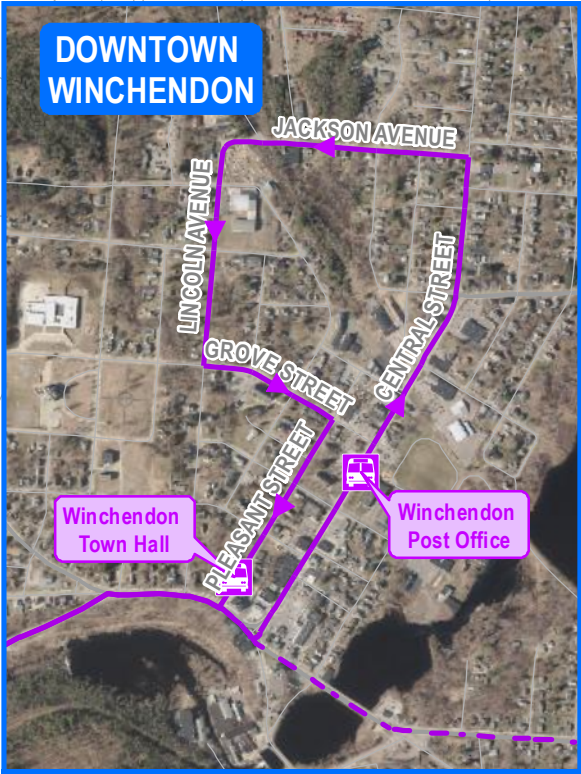 DOWNTOWN
WINCHENDON
JACKSON AVENUE
LINCOLN AVENUE
CENTRAL STREET
GROVE STREET
PLEASANT STREET
Winchendon
Town Hall
Winchendon
Post Office